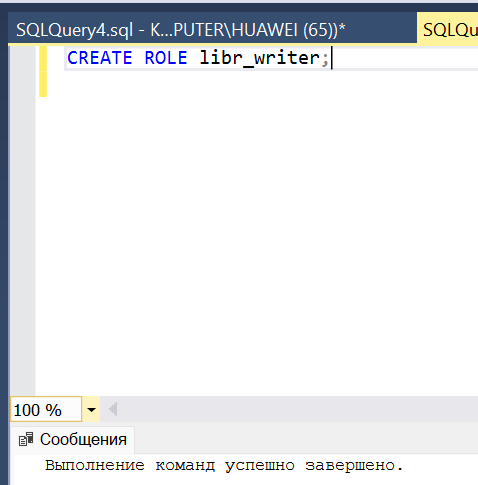 SQLQuery4.sql - K...PUTER\HUAWEI (65))*
SQLQu
CREATE ROLE libr_writer;
100 %
Сообщения
Выполнение команд успешно завершено.